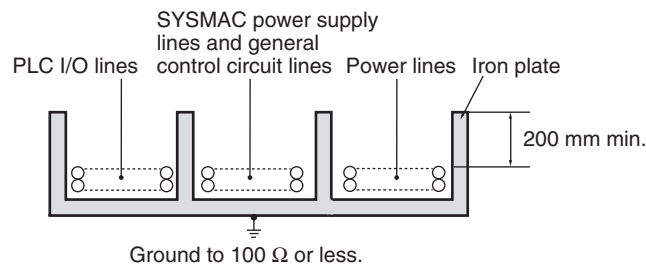 SYSMAC power supply
lines and general
PLC I/O lines control circuit lines Power lines Iron plate
200 mm min.
Ground to 100 Ω or less.